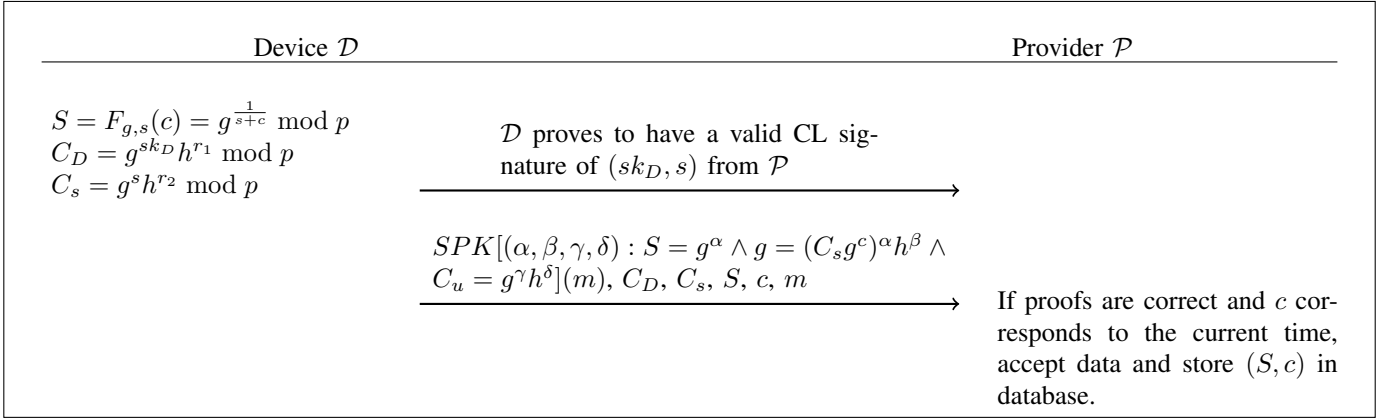 Device 𝒟 Provider 𝒫
S = F_{g,s}(c) = g^{\frac{1}{s+c}} mod p
C_D = g^{sk_D} h^{r_1} mod p
C_s = g^s h^{r_2} mod p
𝒟 proves to have a valid CL sig-
nature of (sk_D, s) from 𝒫
SPK[(α, β, γ, δ) : S = g^α ∧ g = (C_s g^c)^α h^β ∧
C_u = g^γ h^δ](m), C_D, C_s, S, c, m
If proofs are correct and c cor-
responds to the current time,
accept data and store (S, c) in
database.